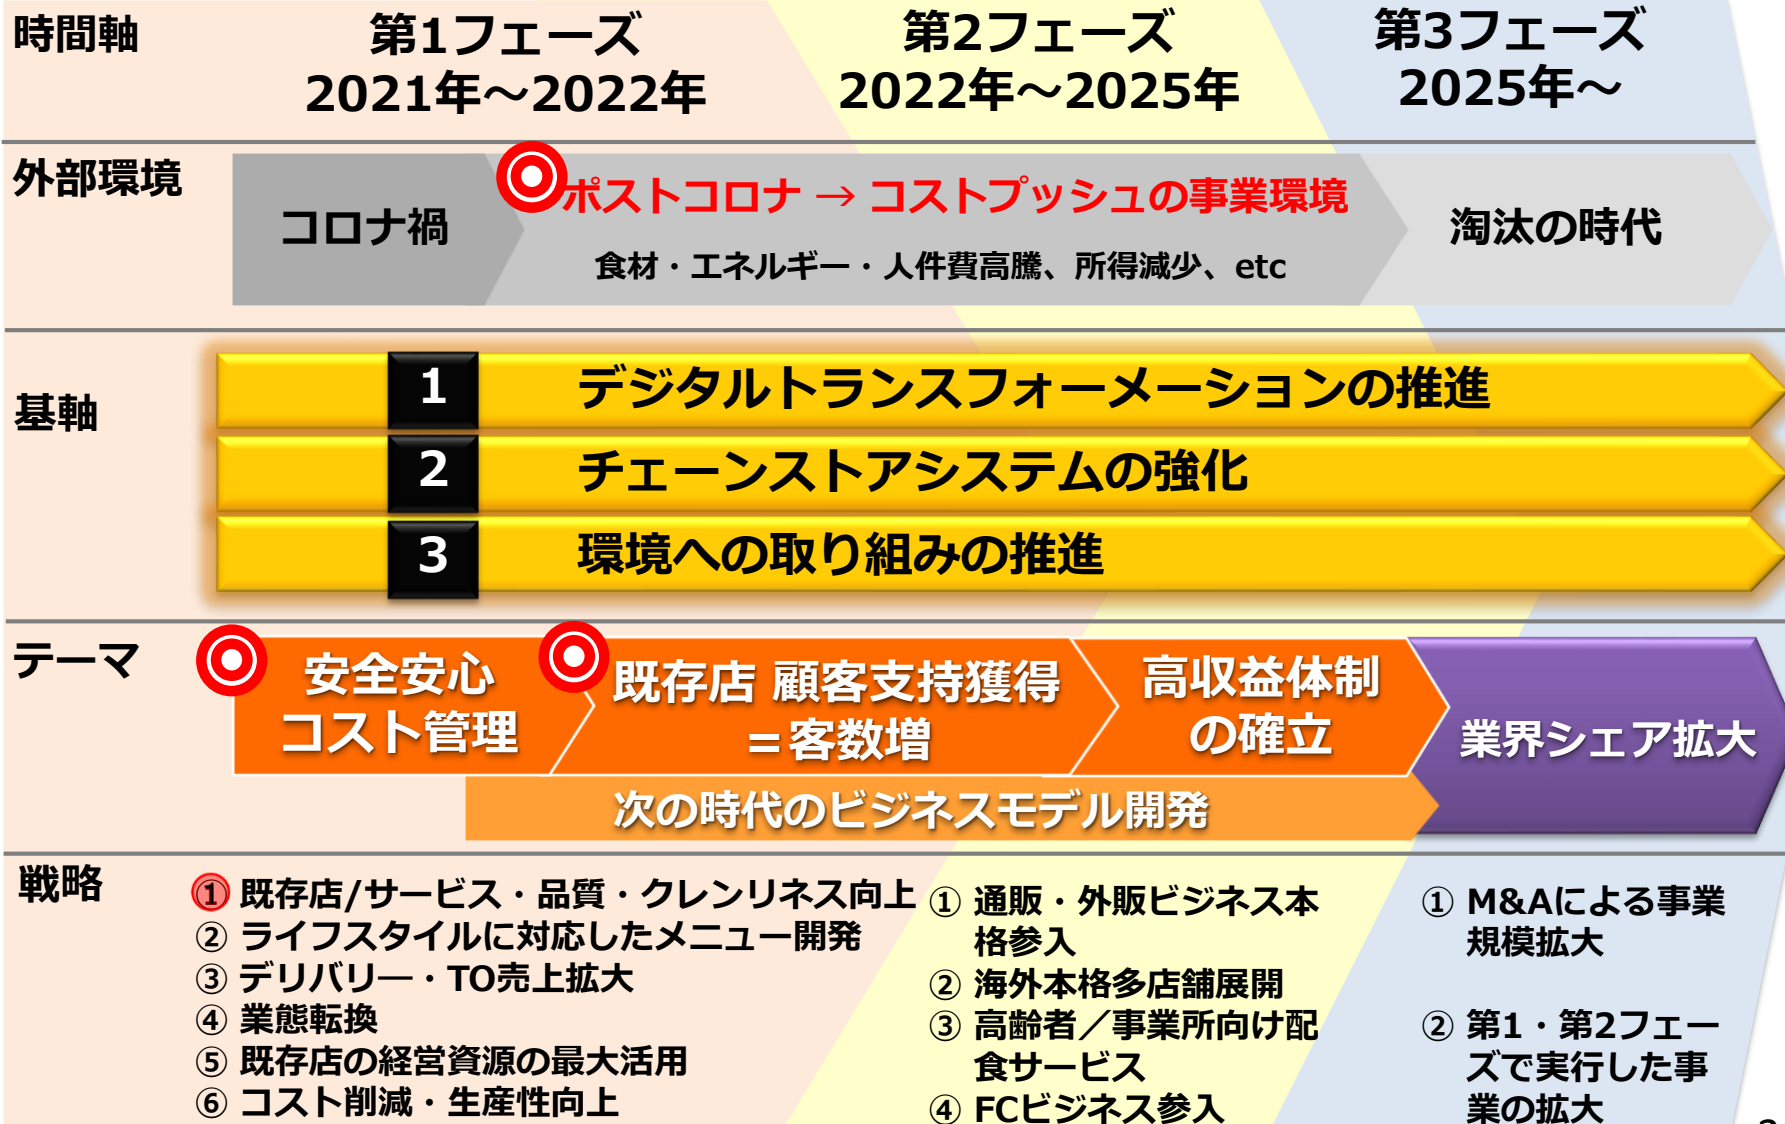 時間軸
第1フェーズ
2021年～2022年
第2フェーズ
2022年～2025年
第3フェーズ
2025年～
外部環境
コロナ禍
ポストコロナ → コストプッシュの事業環境
食材・エネルギー・人件費高騰、所得減少、etc
淘汰の時代
基軸
1 デジタルトランスフォーメーションの推進
2 チェーンストアシステムの強化
3 環境への取り組みの推進
テーマ
安全安心
コスト管理
既存店 顧客支持獲得
＝客数増
高収益体制
の確立
業界シェア拡大
次の時代のビジネスモデル開発
戦略
① 既存店/サービス・品質・クレンリネス向上
② ライフスタイルに対応したメニュー開発
③ デリバリ―・TO売上拡大
④ 業態転換
⑤ 既存店の経営資源の最大活用
⑥ コスト削減・生産性向上
① 通販・外販ビジネス本
格参入
② 海外本格多店舗展開
③ 高齢者／事業所向け配
食サービス
④ FCビジネス参入
① M&Aによる事業
規模拡大
② 第1・第2フェー
ズで実行した事
業の拡大